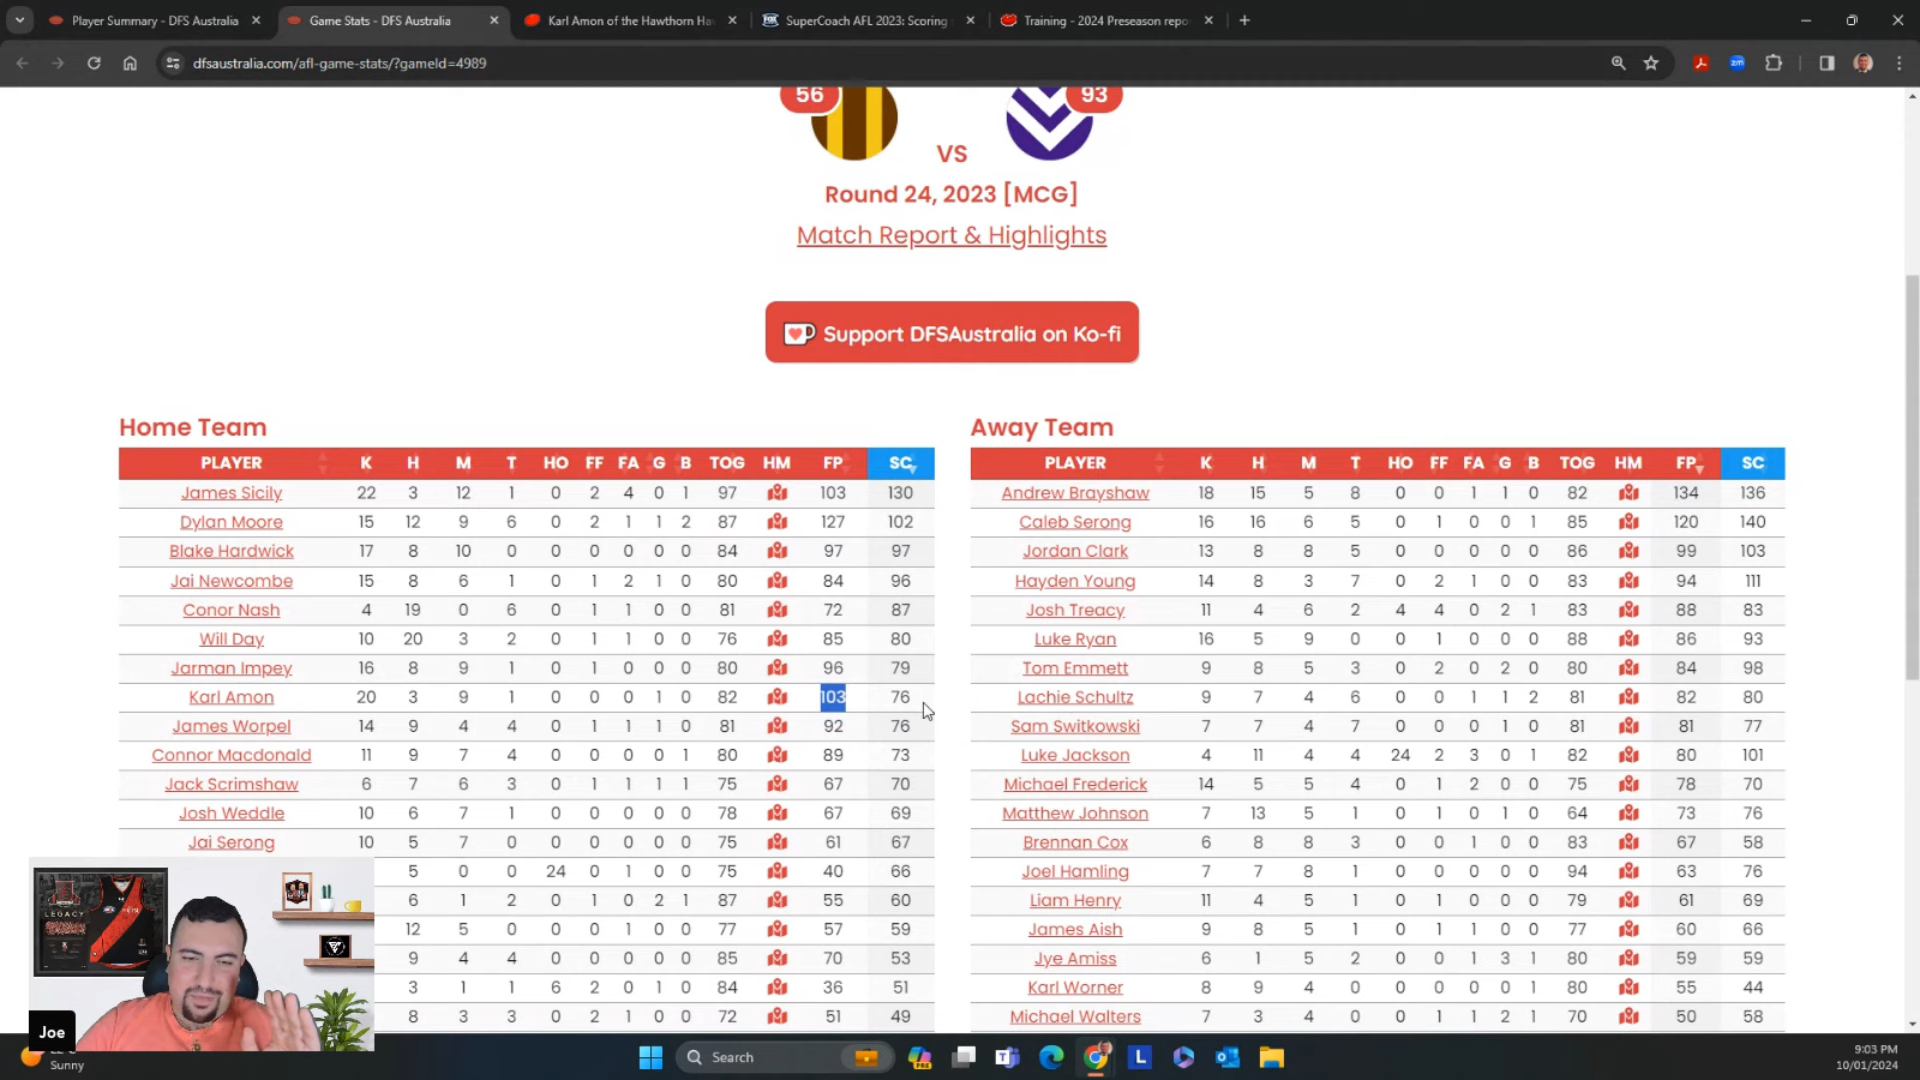 Player Summary - DFS Australia
Game Stats - DFS Australia
Karl Amon of the Hawthorn Ha
SuperCoach AFL 2023: Scoring
Training - 2024 Preseason repo
dfsaustralia.com/afl-game-stats/?gameId=4989
56 93
VS
Round 24, 2023 [MCG]
Match Report & Highlights
Support DFSAustralia on Ko-fi
Home Team
PLAYER K H M T HO FF FA G B TOG HM FP SC
James Sicily 22 3 12 1 0 2 4 0 1 97 103 130
Dylan Moore 15 12 9 6 0 2 1 1 2 87 127 102
Blake Hardwick 17 8 10 0 0 0 0 0 0 84 97 97
Jai Newcombe 15 8 6 1 0 1 2 1 0 80 84 96
Conor Nash 4 19 0 6 0 1 1 0 0 81 72 87
Will Day 10 20 3 2 0 1 1 0 0 76 85 80
Jarman Impey 16 8 9 1 0 1 0 0 0 80 96 79
Karl Amon 20 3 9 1 0 0 0 1 0 82 103 76
James Worpel 14 9 4 4 0 1 1 1 0 81 92 76
Connor Macdonald 11 9 7 4 0 0 0 0 1 80 89 73
Jack Scrimshaw 6 7 6 3 0 1 1 1 1 75 67 70
Josh Weddle 10 6 7 1 0 0 0 0 0 78 67 69
Jai Serong 10 5 7 0 0 0 0 0 0 75 61 67
5 0 0 24 0 1 0 0 75 40 66
6 1 2 0 1 0 2 1 87 55 60
12 5 0 0 0 1 0 0 77 57 59
9 4 4 0 0 0 0 0 85 70 53
3 1 1 6 2 0 1 0 84 36 51
8 3 3 0 2 1 0 0 72 51 49
Away Team
PLAYER K H M T HO FF FA G B TOG HM FP SC
Andrew Brayshaw 18 15 5 8 0 0 1 1 0 82 134 136
Caleb Serong 16 16 6 5 0 1 0 0 1 85 120 140
Jordan Clark 13 8 8 5 0 0 0 0 0 86 99 103
Hayden Young 14 8 3 7 0 2 1 0 0 83 94 111
Josh Treacy 11 4 6 2 4 4 0 2 1 83 88 83
Luke Ryan 16 5 9 0 0 1 0 0 0 88 86 93
Tom Emmett 9 8 5 3 0 2 0 2 0 80 84 98
Lachie Schultz 9 7 4 6 0 0 1 1 2 81 82 80
Sam Switkowski 7 7 4 7 0 0 0 1 0 81 81 77
Luke Jackson 4 11 4 4 24 2 3 0 1 82 80 101
Michael Frederick 14 5 5 4 0 1 2 0 0 75 78 70
Matthew Johnson 7 13 5 1 0 1 0 1 0 64 73 76
Brennan Cox 6 8 8 3 0 0 1 0 0 83 67 58
Joel Hamling 7 7 8 1 0 0 0 0 0 94 63 76
Liam Henry 11 4 5 1 0 1 0 0 0 79 61 69
James Aish 9 8 5 1 0 1 1 0 0 77 60 66
Jye Amiss 6 1 5 2 0 0 1 3 1 80 59 59
Karl Worner 8 9 4 0 0 0 0 0 1 80 55 44
Michael Walters 7 3 4 0 0 1 1 2 1 70 50 58
LEGACY
Joe
Sunny
Search
9:03 PM
10/01/2024